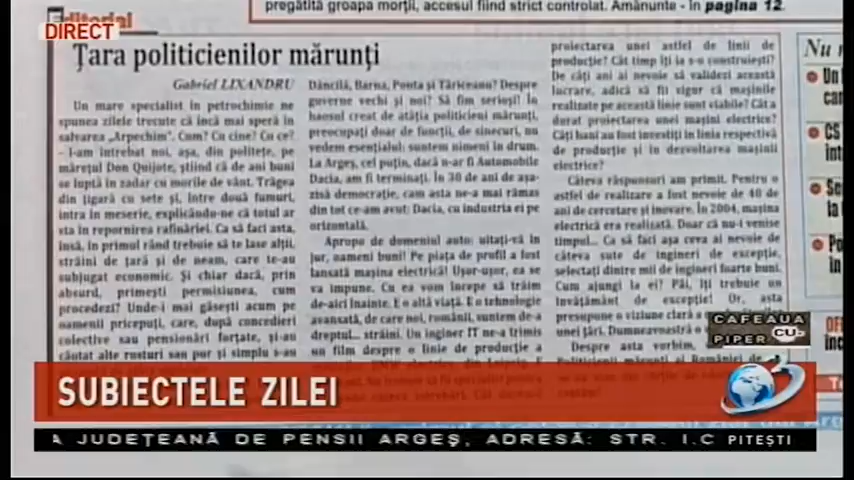 pregătită groapa morții, accesul fiind strict controlat. Amănunte - în pagina 12.
Editorial
DIRECT
Țara politicienilor mărunți
Gabriel LIXANDRU
Un mare specialist în petrochimie ne
spunea zilele trecute că încă mai speră în
salvarea „Arpechim". Cum? Cu cine? Cu ce?
- l-am întrebat noi, așa, din politețe, pe
mărețul Don Quijote, știind că de ani buni
se luptă în zadar cu morile de vânt. Trăgea
din țigară cu sete și, între două fumuri,
intra în meserie, explicându-ne că totul ar
sta în repornirea rafinăriei. Ca să faci asta,
însă, în primul rând trebuie să te lase alții,
străini de țară și de neam, care te-au
subjugat economic. Și chiar dacă, prin
absurd, primești permisiunea, cum
procedezi? Unde-i mai găsești acum pe
oamenii pricepuți, care, după concedieri
colective sau pensionări forțate, și-au
căutat alte rosturi sau pur și simplu s-au
Dăncilă, Barna, Ponta și Tăriceanu? Despre
guverne vechi și noi? Să fim serioși! În
haosul creat de atâția politicieni mărunți,
preocupați doar de funcții, de sinecuri, nu
vedem esențialul: suntem nimeni în drum.
La Argeș, cel puțin, dacă n-ar fi Automobile
Dacia, am fi terminați. În 30 de ani de așa-
zisă democrație, cam asta ne-a mai rămas
din tot ce-am avut: Dacia, cu industria ei pe
orizontală.
Apropo de domeniul auto: uitați-vă în
jur, oameni buni! Pe piața de profil a fost
lansată mașina electrică! Ușor-ușor, ea se
va impune. Cu ea vom începe să trăim
de-aici înainte. E o altă viață. E o tehnologie
avansată, de care noi, românii, suntem de-a
dreptul... străini. Un inginer IT ne-a trimis
un film despre o linie de producție a
proiectarea unei astfel de linii de
producție? Cât timp îți ia s-o construiești?
De câți ani ai nevoie să validezi această
lucrare, adică să fii sigur că mașinile
realizate pe această linie sunt viabile? Cât a
durat proiectarea unei mașini electrice?
Câți bani au fost investiți în linia respectivă
de producție și în dezvoltarea mașinii
electrice?
Câteva răspunsuri am primit. Pentru o
astfel de realizare a fost nevoie de 40 de
ani de cercetare și inovare. În 2004, mașina
electrică era realizată. Doar că nu-i venise
timpul... Ca să faci așa ceva ai nevoie de
câteva sute de ingineri de excepție,
selectați dintre mii de ingineri foarte buni.
Cum ajungi la ei? Păi, îți trebuie un
învățământ de excepție! Or, asta
presupune o viziune clară a
unei țări. Dumneavoastră o
Despre asta vorbim,
Politicienii mărunți ai României de
Nu
CS
CAFEAUA
CU
PIPER
SUBIECTELE ZILEI
A JUDEȚEANĂ DE PENSII ARGEȘ, ADRESĂ: STR. I.C PITEȘTI